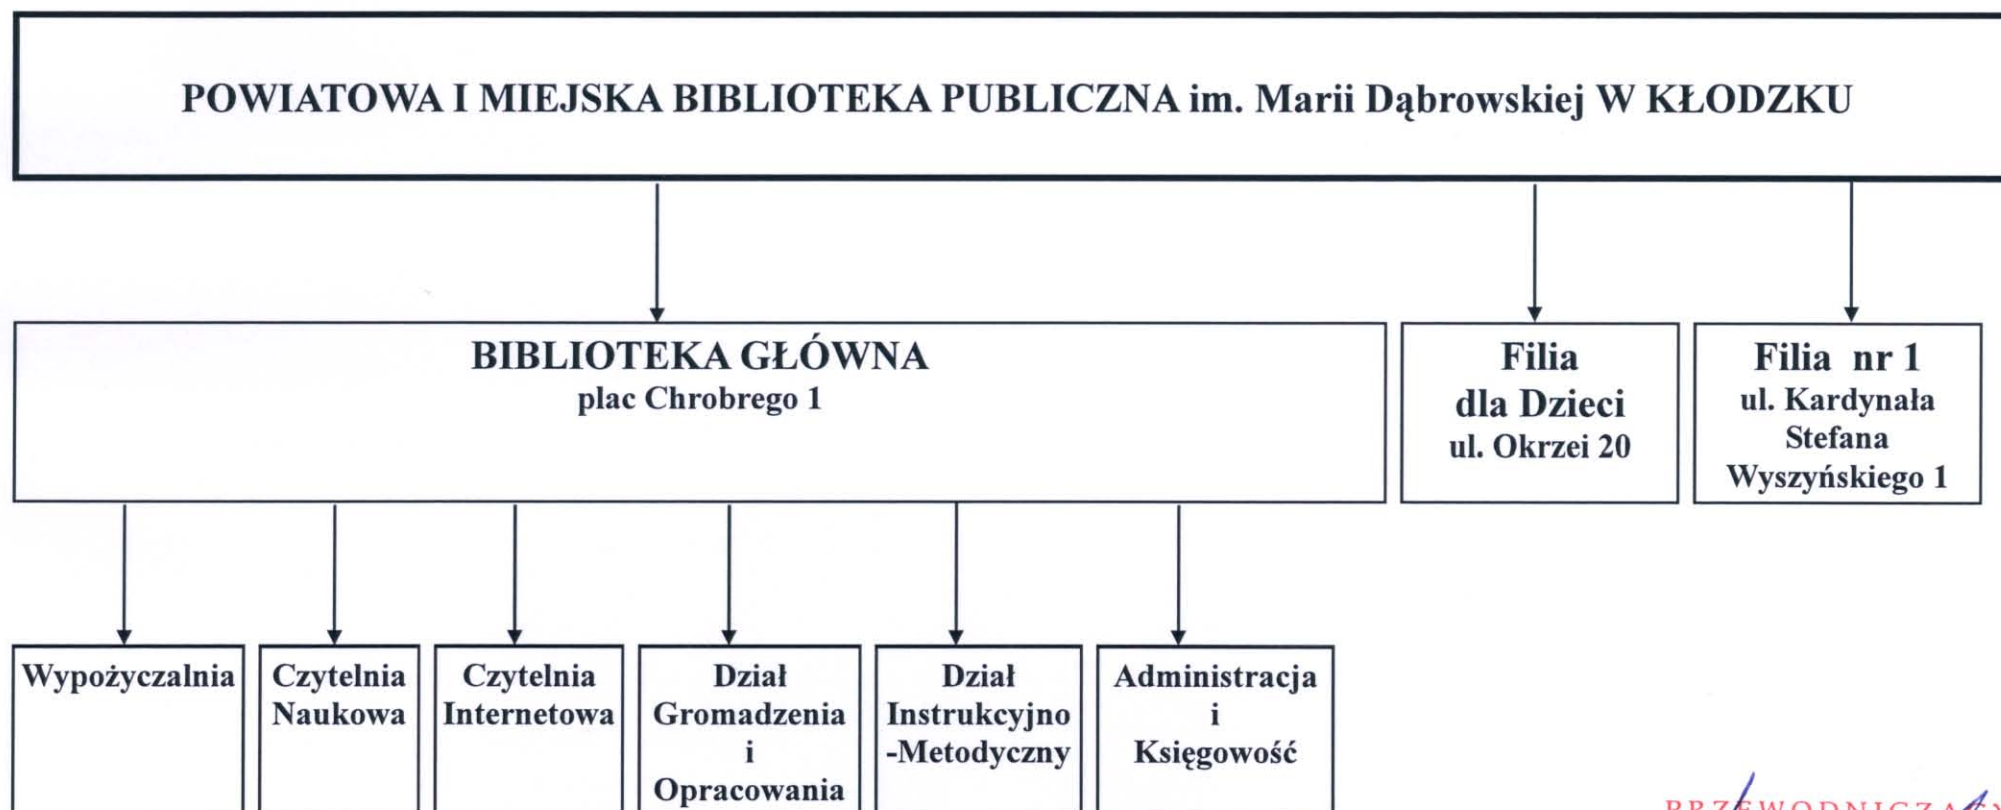 POWIATOWA I MIEJSKA BIBLIOTEKA PUBLICZNA im. Marii Dąbrowskiej W KŁODZKU
BIBLIOTEKA GŁÓWNA
plac Chrobrego 1
Filia
dla Dzieci
ul. Okrzei 20
Filia nr 1
ul. Kardynała
Stefana
Wyszyńskiego 1
Wypożyczalnia
Czytelnia
Naukowa
Czytelnia
Internetowa
Dział
Gromadzenia
i
Opracowania
Dział
Instrukcyjno
-Metodyczny
Administracja
i
Księgowość
PRZEWODNICZĄCY